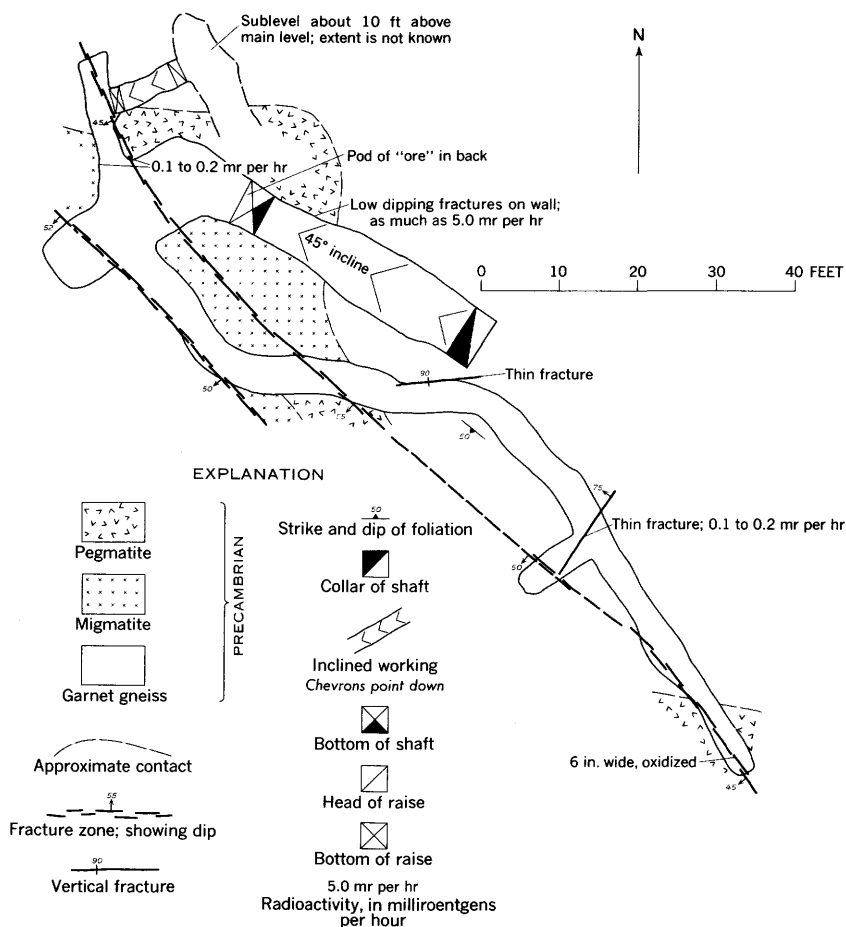 Sublevel about 10 ft above
main level; extent is not known
N
45
0.1 to 0.2 mr per hr
Pod of "ore" in back
Low dipping fractures on wall;
as much as 5.0 mr per hr
52
45° incline
0 10 20 30 40 FEET
90
Thin fracture
50
55
50
75
Thin fracture; 0.1 to 0.2 mr per hr
50
6 in. wide, oxidized
45
EXPLANATION
Pegmatite
Migmatite
Garnet gneiss
PRECAMBRIAN
Approximate contact
55
Fracture zone; showing dip
90
Vertical fracture
50
Strike and dip of foliation
Collar of shaft
Inclined working
Chevrons point down
Bottom of shaft
Head of raise
Bottom of raise
5.0 mr per hr
Radioactivity, in milliroentgens
per hour